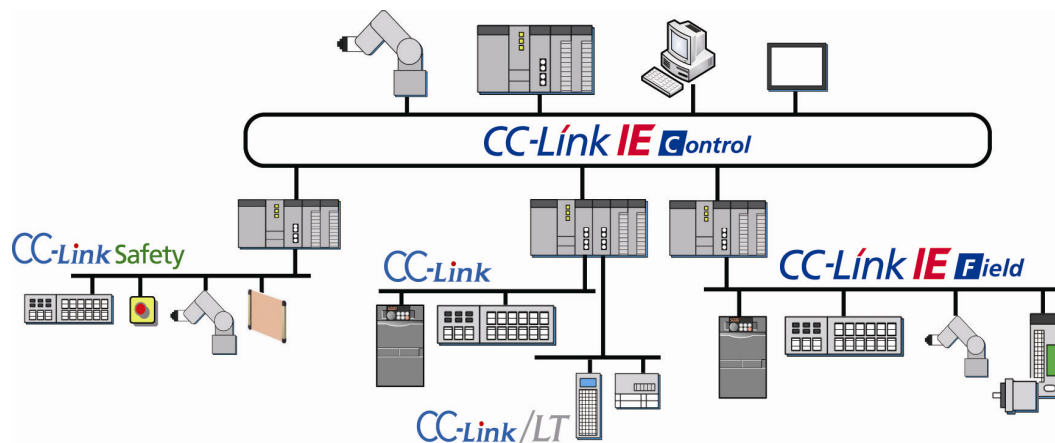 CC-Link IE Control
CC-Link Safety
CC-Link
CC-Link IE Field
CC-Link/LT